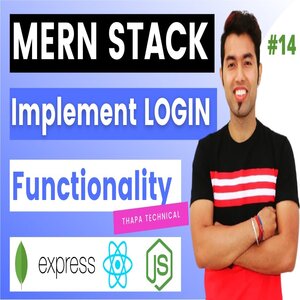 MERN STACK
#14
Implement LOGIN
Functionality
THAPA TECHNICAL
express
JS